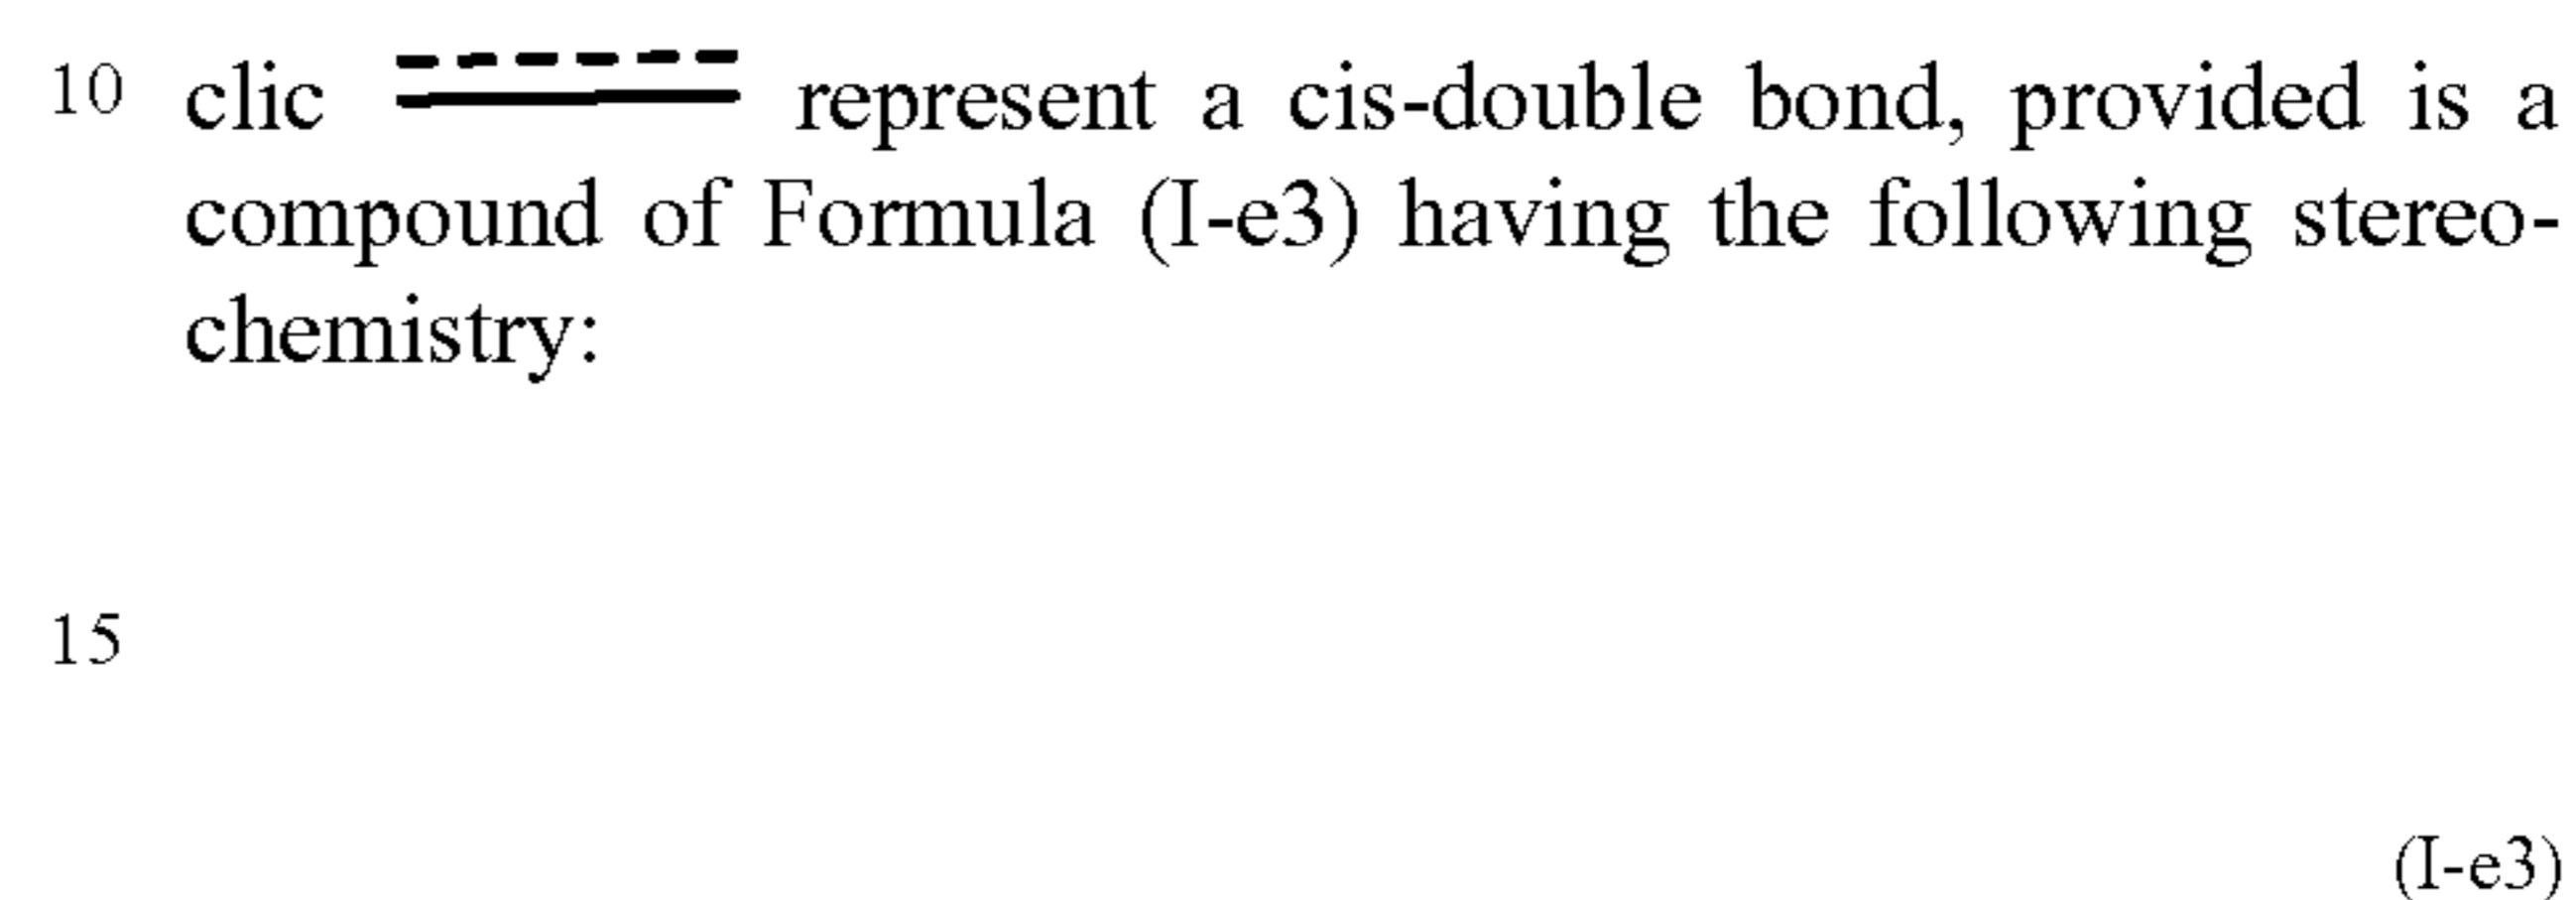 10 clic represent a cis-double bond, provided is a
compound of Formula (I-e3) having the following stereo-
chemistry:
15
(I-e3)